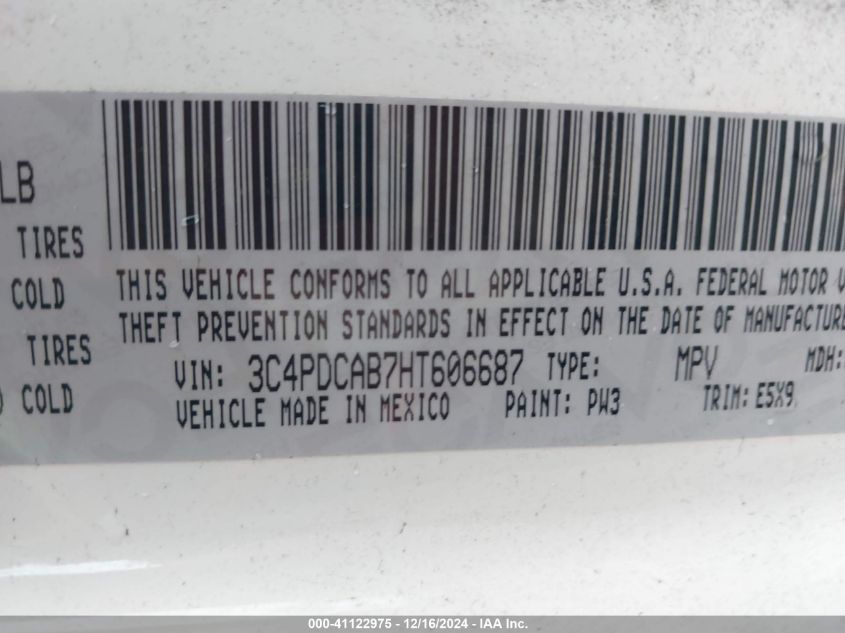 LB
TIRES
COLD
TIRES
COLD
THIS VEHICLE CONFORMS TO ALL APPLICABLE U.S.A. FEDERAL MOTOR V
THEFT PREVENTION STANDARDS IN EFFECT ON THE DATE OF MANUFACTURE
VIN: 3C4PDCAB7HT606687 TYPE: MPV MDH:
VEHICLE MADE IN MEXICO PAINT: PW3 TRIM: E5X9
000-41122975 - 12/16/2024 - IAA Inc.